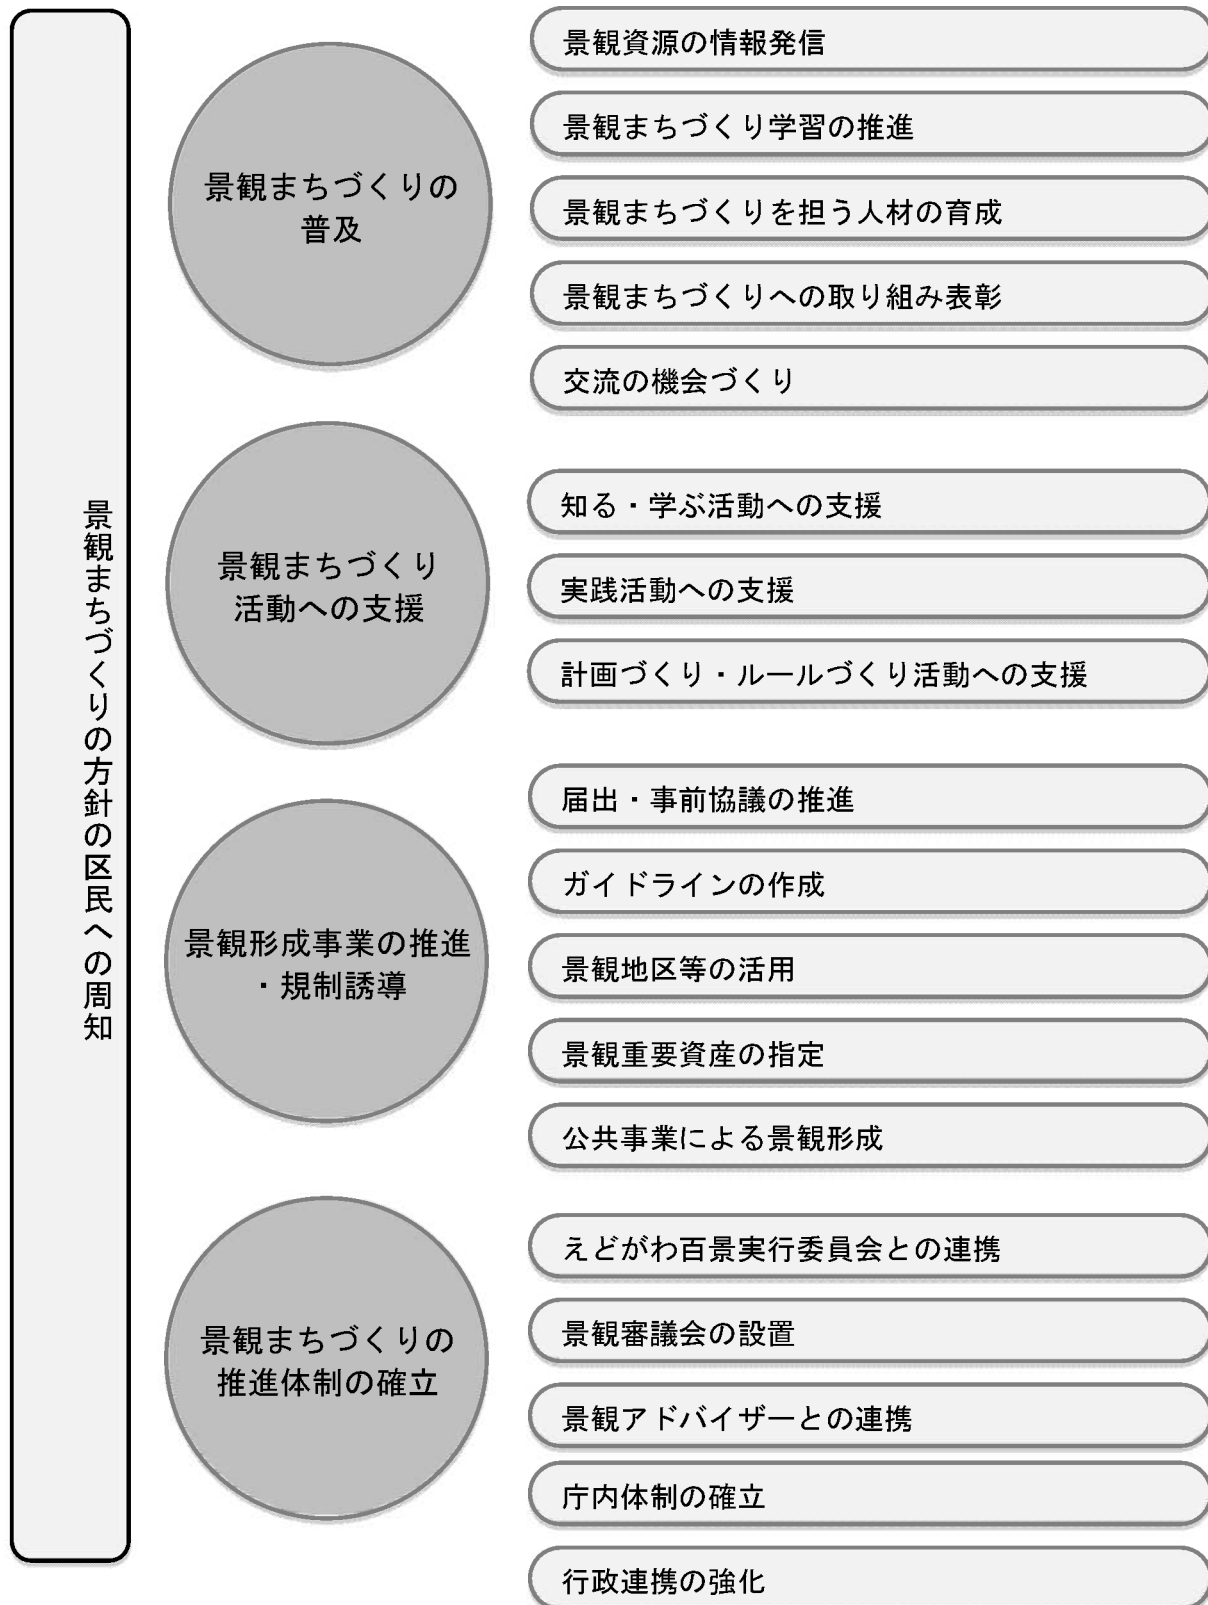 景観まちづくりの方針の区民への周知
景観まちづくりの
普及
景観資源の情報発信
景観まちづくり学習の推進
景観まちづくりを担う人材の育成
景観まちづくりへの取り組み表彰
交流の機会づくり
景観まちづくり
活動への支援
知る・学ぶ活動への支援
実践活動への支援
計画づくり・ルールづくり活動への支援
景観形成事業の推進
・規制誘導
届出・事前協議の推進
ガイドラインの作成
景観地区等の活用
景観重要資産の指定
公共事業による景観形成
景観まちづくりの
推進体制の確立
えどがわ百景実行委員会との連携
景観審議会の設置
景観アドバイザーとの連携
庁内体制の確立
行政連携の強化